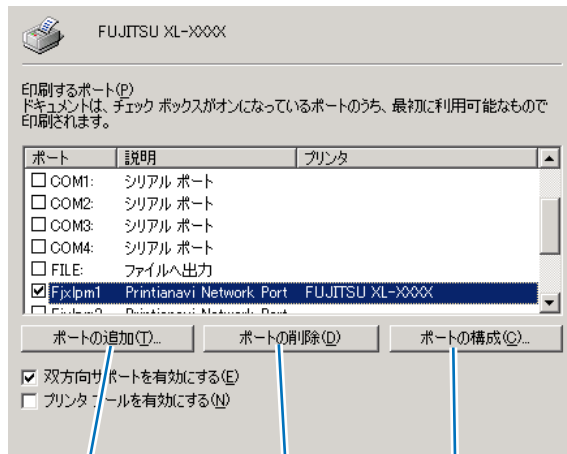 FUJITSU XL-XXXX
印刷するポート(P)
ドキュメントは、チェック ボックスがオンになっているポートのうち、最初に利用可能なもので
印刷されます。
ポート 説明 プリンタ
COM1: シリアル ポート
COM2: シリアル ポート
COM3: シリアル ポート
COM4: シリアル ポート
FILE: ファイルへ出力
Fjxlpm1 Printianavi Network Port FUJITSU XL-XXXX
ポートの追加(T)... ポートの削除(D) ポートの構成(C)...
双方向サポートを有効にする(E)
プリンタ プールを有効にする(N)